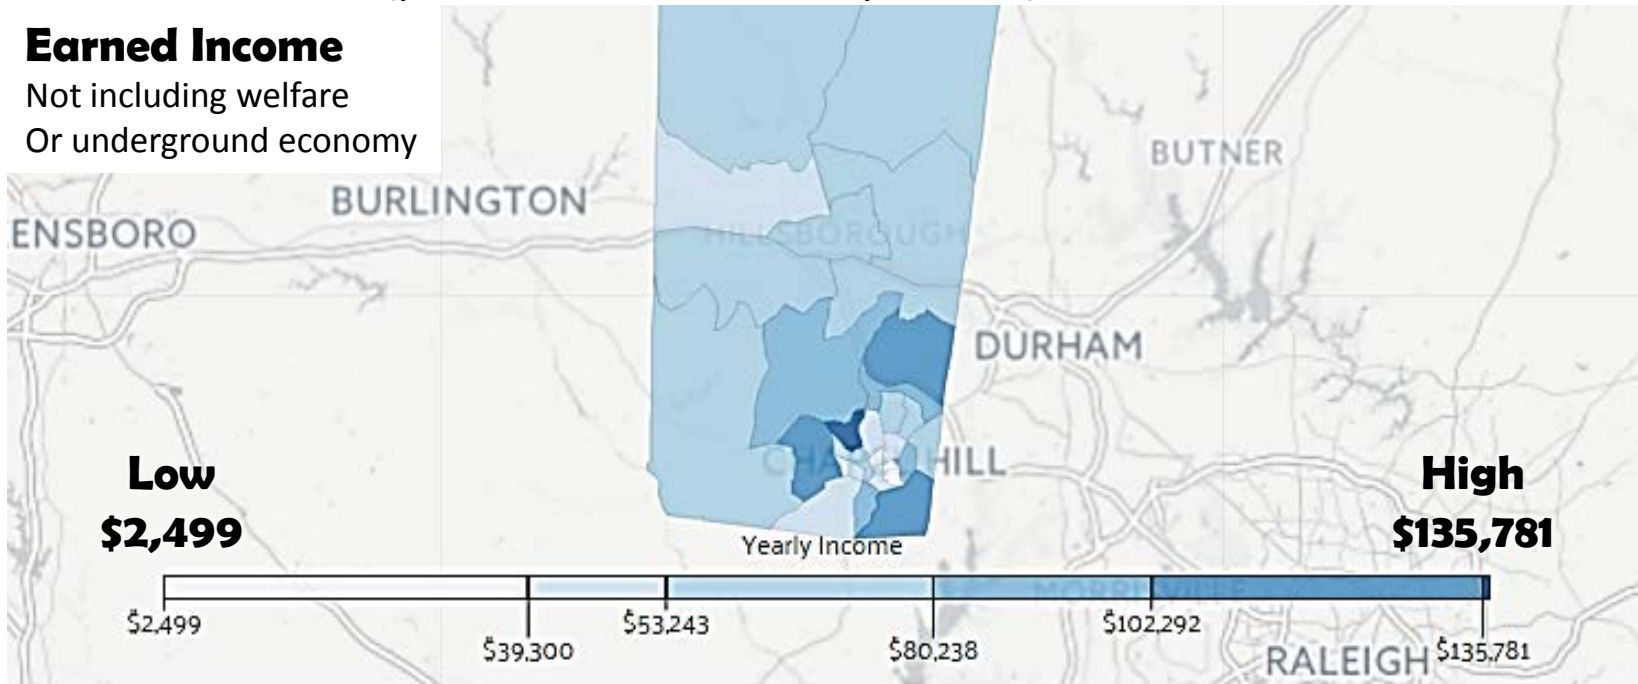 Earned Income
Not including welfare
Or underground economy
BUTNER
BURLINGTON
ENSBORO
HILLSBOROUGH
DURHAM
HILL
Low
$2,499
High
$135,781
Yearly Income
MORRISVILLE
$2,499
$39,300
$53,243
$80,238
$102,292
$135,781
RALEIGH